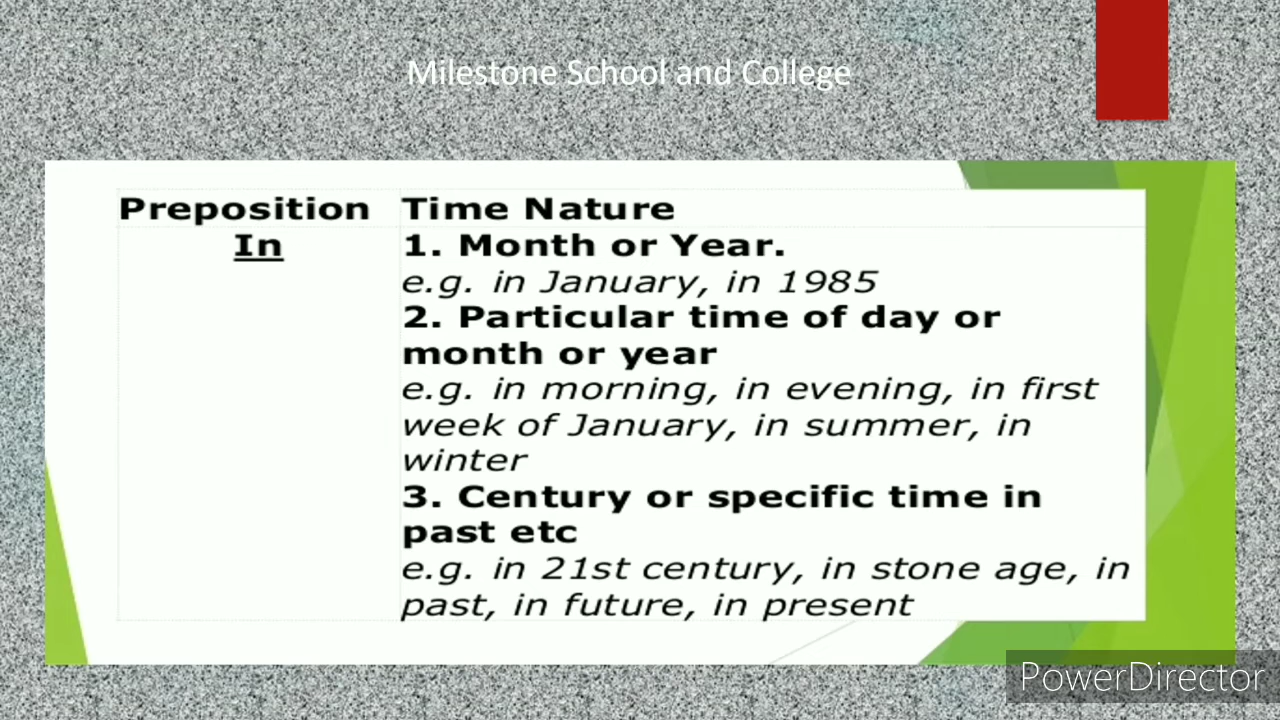 Milestone School and College
Preposition Time Nature
In 1. Month or Year.
e.g. in January, in 1985
2. Particular time of day or
month or year
e.g. in morning, in evening, in first
week of January, in summer, in
winter
3. Century or specific time in
past etc
e.g. in 21st century, in stone age, in
past, in future, in present
PowerDirector